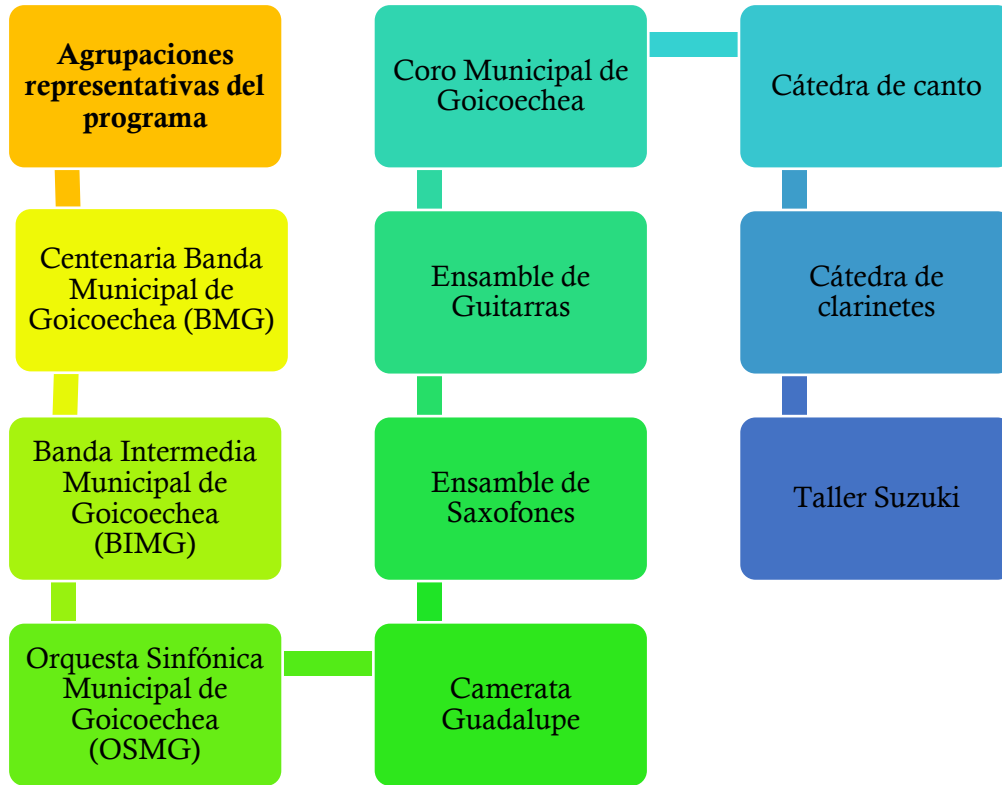 Agrupaciones
representativas del
programa
Centenaria Banda
Municipal de
Goicoechea (BMG)
Banda Intermedia
Municipal de
Goicoechea
(BIMG)
Orquesta Sinfónica
Municipal de
Goicoechea
(OSMG)
Camerata
Guadalupe
Ensamble de
Saxofones
Ensamble de
Guitarras
Coro Municipal de
Goicoechea
Cátedra de canto
Cátedra de
clarinetes
Taller Suzuki